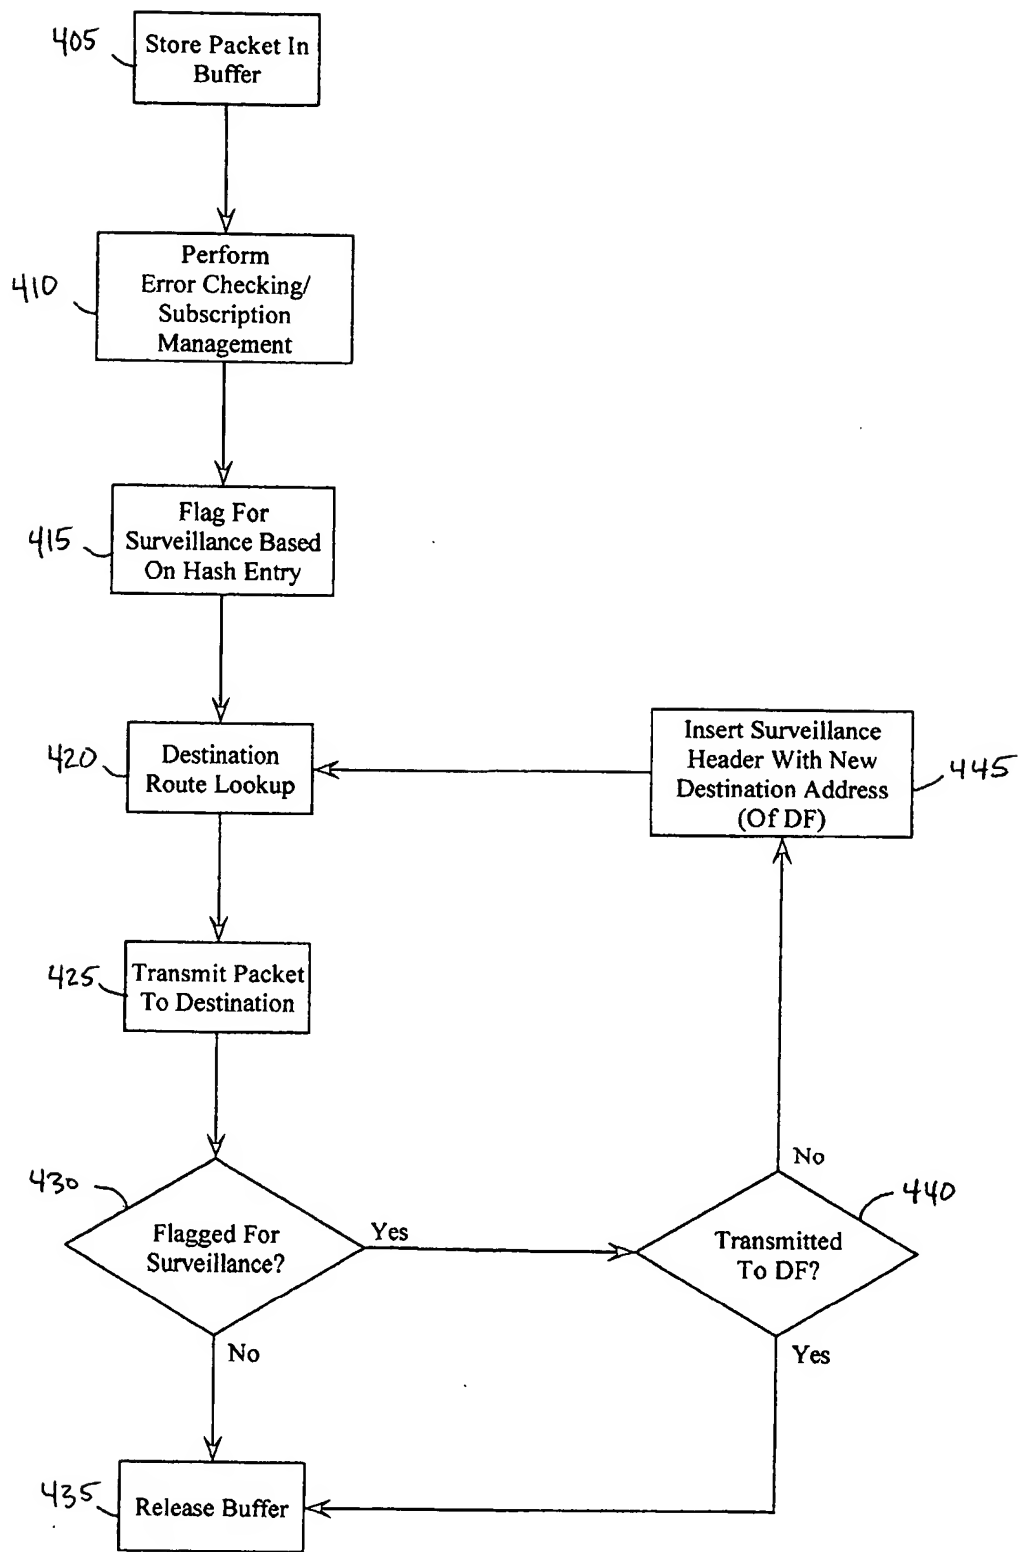 405
Store Packet In
Buffer
410
Perform
Error Checking/
Subscription
Management
415
Flag For
Surveillance Based
On Hash Entry
420
Destination
Route Lookup
Insert Surveillance
Header With New
Destination Address
(Of DF)
445
425
Transmit Packet
To Destination
430
Flagged For
Surveillance?
Yes
No
No
440
Transmitted
To DF?
Yes
435
Release Buffer